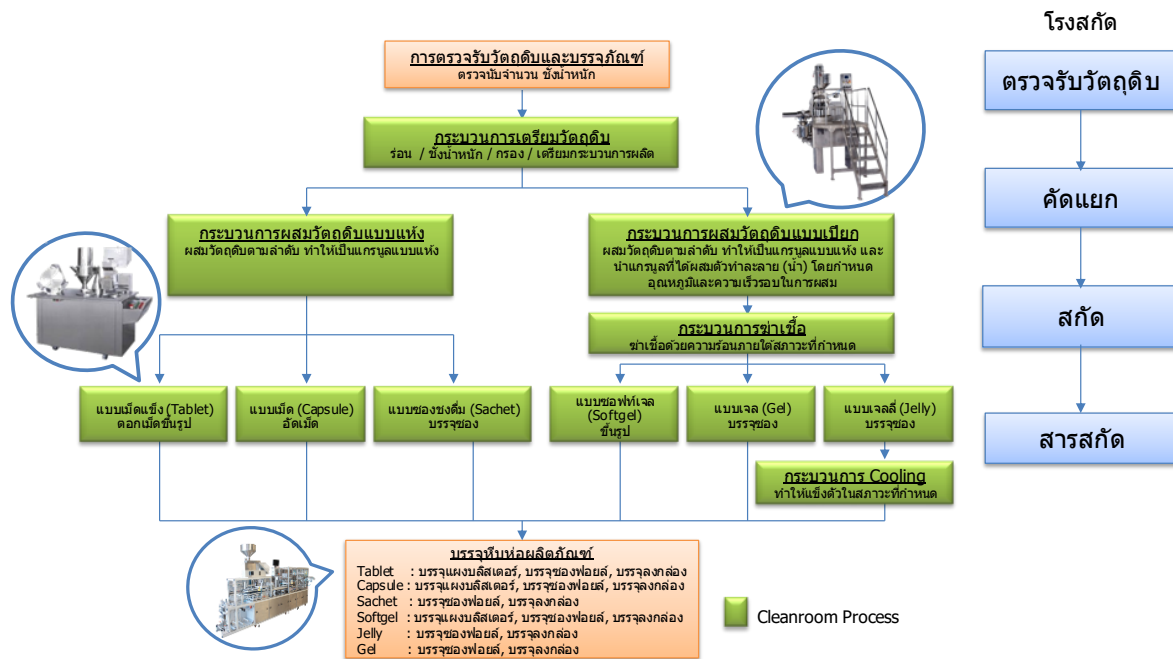 โรงสกัด
การตรวจรับวัตถุดิบและบรรจุภัณฑ์
ตรวจนับจำนวน ชั่งน้ำหนัก
ตรวจรับวัตถุดิบ
กระบวนการเตรียมวัตถุดิบ
ร่อน / ชั่งน้ำหนัก / กรอง / เตรียมกระบวนการผลิต
คัดแยก
กระบวนการผสมวัตถุดิบแบบแห้ง
ผสมวัตถุดิบตามลำดับ ทำให้เป็นแกรนูลแบบแห้ง
กระบวนการผสมวัตถุดิบแบบเปียก
ผสมวัตถุดิบตามลำดับ ทำให้เป็นแกรนูลแบบแห้ง และ
นำแกรนูลที่ได้ผสมตัวทำละลาย (น้ำ) โดยกำหนด
อุณหภูมิและความเร็วรอบในการผสม
สกัด
กระบวนการฆ่าเชื้อ
ฆ่าเชื้อด้วยความร้อนภายใต้สภาวะที่กำหนด
แบบเม็ดแข็ง (Tablet)
ตอกเม็ดขึ้นรูป
แบบเม็ด (Capsule)
อัดเม็ด
แบบซองชงดื่ม (Sachet)
บรรจุซอง
แบบซอฟท์เจล
(Softgel)
ขึ้นรูป
แบบเจล (Gel)
บรรจุซอง
แบบเจลลี่ (Jelly)
บรรจุซอง
สารสกัด
กระบวนการ Cooling
ทำให้แข็งตัวในสภาวะที่กำหนด
บรรจุหีบห่อผลิตภัณฑ์
Tablet : บรรจุแผงบลิสเตอร์, บรรจุซองฟอยล์, บรรจุลงกล่อง
Capsule : บรรจุแผงบลิสเตอร์, บรรจุซองฟอยล์, บรรจุลงกล่อง
Sachet : บรรจุซองฟอยล์, บรรจุลงกล่อง
Softgel : บรรจุแผงบลิสเตอร์, บรรจุซองฟอยล์, บรรจุลงกล่อง
Jelly : บรรจุซองฟอยล์, บรรจุลงกล่อง
Gel : บรรจุซองฟอยล์, บรรจุลงกล่อง
Cleanroom Process